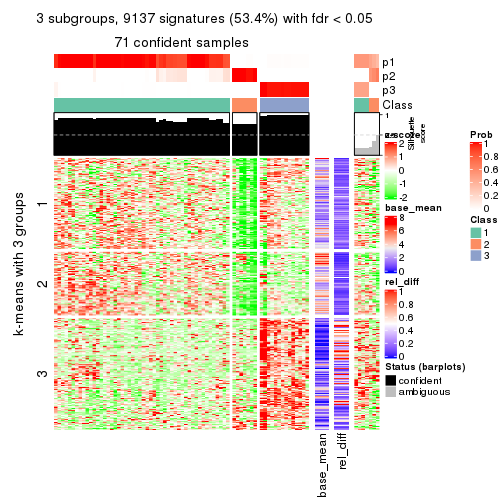 3 subgroups, 9137 signatures (53.4%) with fdr < 0.05
71 confident samples
p1
p2
p3
Class
1
Silhouette
score
k-means with 3 groups
1
2
3
base_mean
rel_diff
z-score
2
1
0
-1
-2
base_mean
8
6
4
2
0
rel_diff
1
0.8
0.6
0.4
0.2
0
Status (barplots)
confident
ambiguous
Prob
1
0.8
0.6
0.4
0.2
0
Class
1
2
3